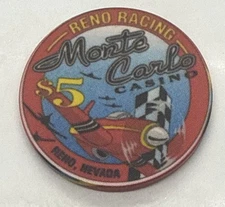 RENO RACING
Monte
Carlo
CASINO
$5
RENO, NEVADA